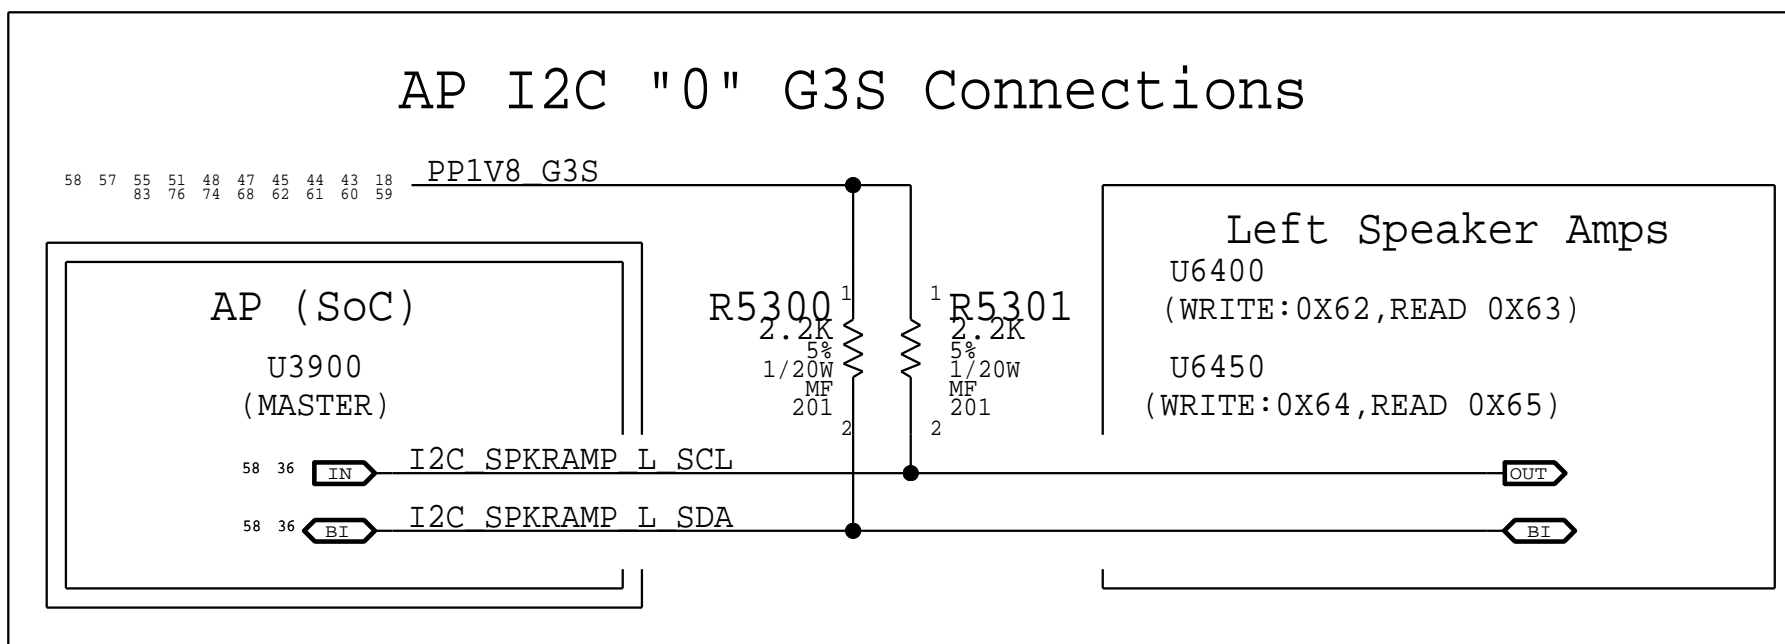 AP I2C "0" G3S Connections
PP1V8_G3S
58 57 55 51 48 47 45 44 43 18
83 76 74 68 62 61 60 59
Left Speaker Amps
U6400
(WRITE:0X62,READ 0X63)
U6450
(WRITE:0X64,READ 0X65)
AP (SoC)
U3900
(MASTER)
1
R5300
2.2K
5%
1/20W
MF
201
2
1
R5301
2.2K
5%
1/20W
MF
201
2
58 36 IN I2C_SPKRAMP_L_SCL OUT
58 36 BI I2C_SPKRAMP_L_SDA BI